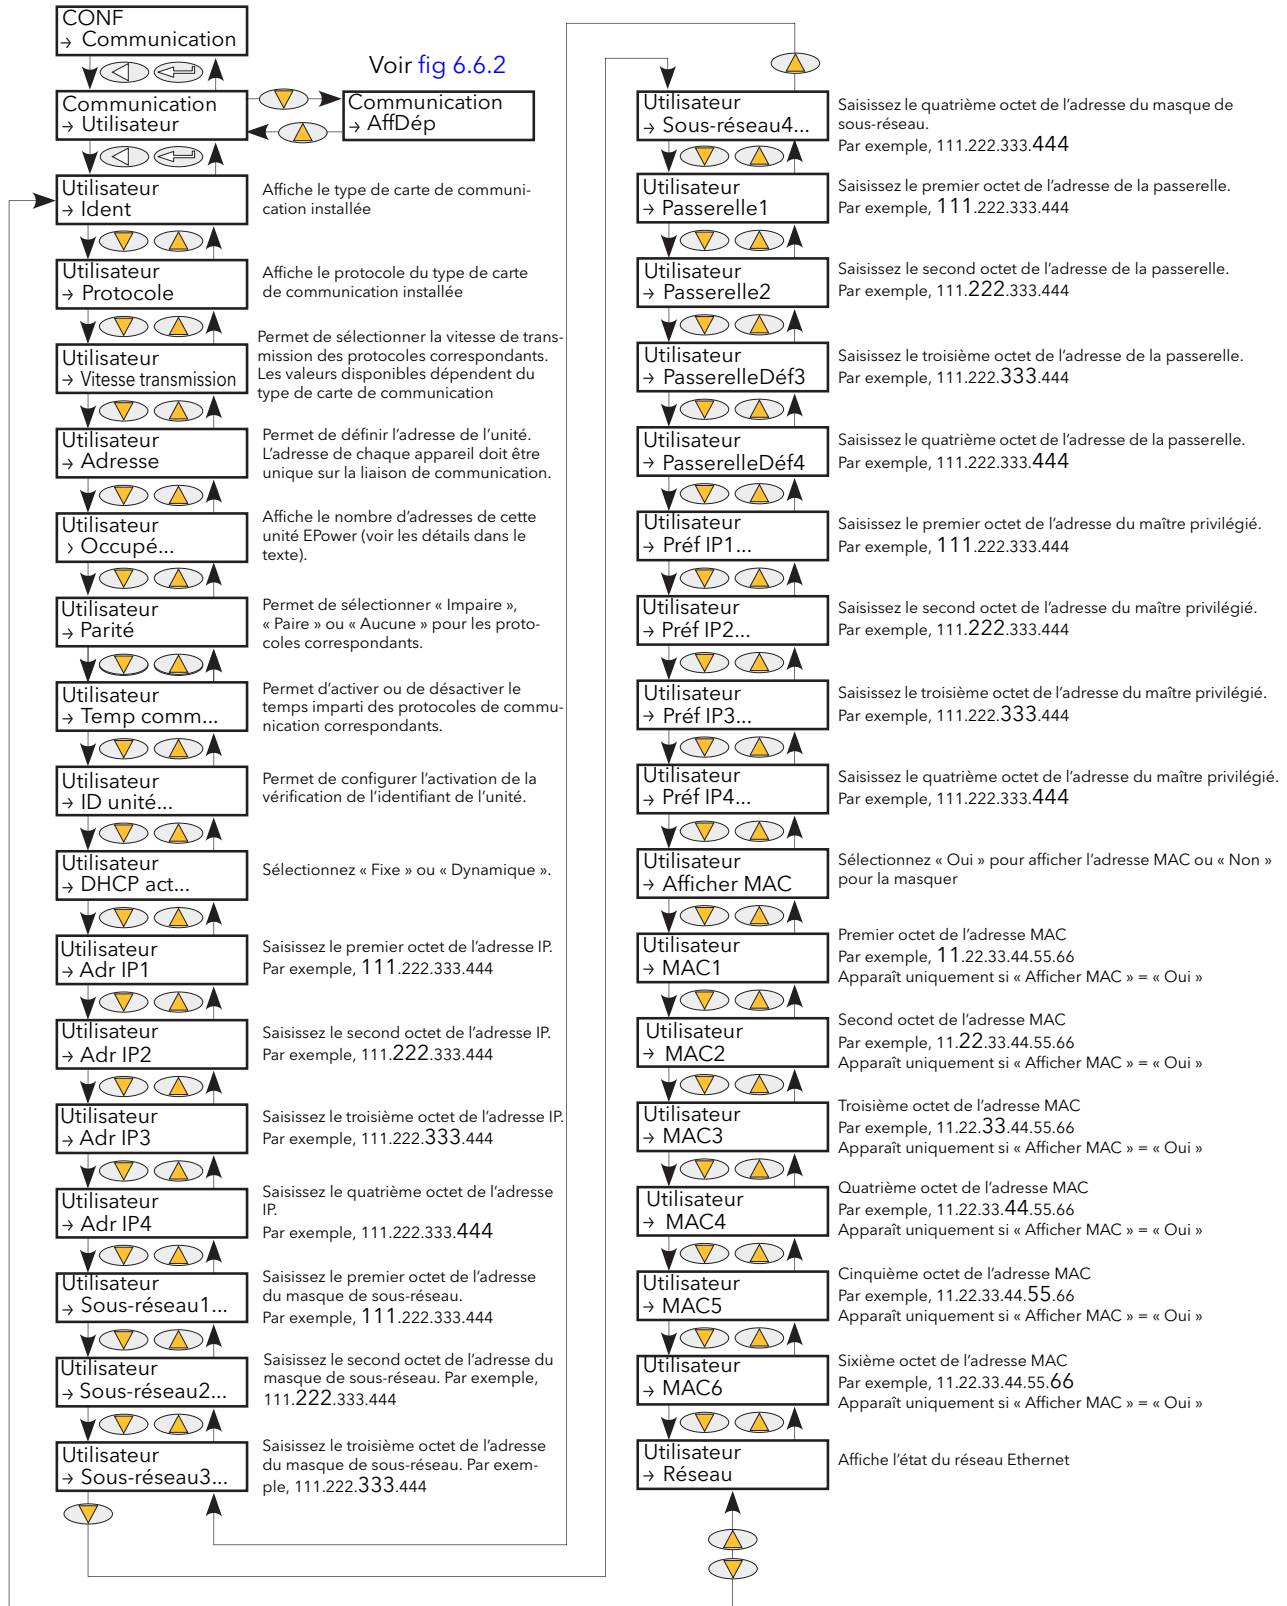 CONF
→ Communication
Voir fig 6.6.2
Communication
→ Utilisateur
Communication
→ AffDép
Utilisateur
→ Ident
Affiche le type de carte de communi-
cation installée
Utilisateur
→ Protocole
Affiche le protocole du type de carte
de communication installée
Utilisateur
→ Vitesse transmission
Permet de sélectionner la vitesse de trans-
mission des protocoles correspondants.
Les valeurs disponibles dépendent du
type de carte de communication
Utilisateur
→ Adresse
Permet de définir l'adresse de l'unité.
L'adresse de chaque appareil doit être
unique sur la liaison de communication.
Utilisateur
› Occupé...
Affiche le nombre d'adresses de cette
unité EPower (voir les détails dans le
texte).
Utilisateur
→ Parité
Permet de sélectionner « Impaire »,
« Paire » ou « Aucune » pour les proto-
coles correspondants.
Utilisateur
→ Temp comm...
Permet d'activer ou de désactiver le
temps imparti des protocoles de commu-
nication correspondants.
Utilisateur
→ ID unité...
Permet de configurer l'activation de la
vérification de l'identifiant de l'unité.
Utilisateur
→ DHCP act...
Sélectionnez « Fixe » ou « Dynamique ».
Utilisateur
→ Adr IP1
Saisissez le premier octet de l'adresse IP.
Par exemple, 111.222.333.444
Utilisateur
→ Adr IP2
Saisissez le second octet de l'adresse IP.
Par exemple, 111.222.333.444
Utilisateur
→ Adr IP3
Saisissez le troisième octet de l'adresse IP.
Par exemple, 111.222.333.444
Utilisateur
→ Adr IP4
Saisissez le quatrième octet de l'adresse
IP.
Par exemple, 111.222.333.444
Utilisateur
→ Sous-réseau1...
Saisissez le premier octet de l'adresse
du masque de sous-réseau.
Par exemple, 111.222.333.444
Utilisateur
→ Sous-réseau2...
Saisissez le second octet de l'adresse du
masque de sous-réseau. Par exemple,
111.222.333.444
Utilisateur
→ Sous-réseau3...
Saisissez le troisième octet de l'adresse
du masque de sous-réseau. Par exem-
ple, 111.222.333.444
Utilisateur
→ Sous-réseau4...
Saisissez le quatrième octet de l'adresse du masque de
sous-réseau.
Par exemple, 111.222.333.444
Utilisateur
→ Passerelle1
Saisissez le premier octet de l'adresse de la passerelle.
Par exemple, 111.222.333.444
Utilisateur
→ Passerelle2
Saisissez le second octet de l'adresse de la passerelle.
Par exemple, 111.222.333.444
Utilisateur
→ PasserelleDéf3
Saisissez le troisième octet de l'adresse de la passerelle.
Par exemple, 111.222.333.444
Utilisateur
→ PasserelleDéf4
Saisissez le quatrième octet de l'adresse de la passerelle.
Par exemple, 111.222.333.444
Utilisateur
→ Préf IP1...
Saisissez le premier octet de l'adresse du maître privilégié.
Par exemple, 111.222.333.444
Utilisateur
→ Préf IP2...
Saisissez le second octet de l'adresse du maître privilégié.
Par exemple, 111.222.333.444
Utilisateur
→ Préf IP3...
Saisissez le troisième octet de l'adresse du maître privilégié.
Par exemple, 111.222.333.444
Utilisateur
→ Préf IP4...
Saisissez le quatrième octet de l'adresse du maître privilégié.
Par exemple, 111.222.333.444
Utilisateur
→ Afficher MAC
Sélectionnez « Oui » pour afficher l'adresse MAC ou « Non »
pour la masquer
Utilisateur
→ MAC1
Premier octet de l'adresse MAC
Par exemple, 11.22.33.44.55.66
Apparaît uniquement si « Afficher MAC » = « Oui »
Utilisateur
→ MAC2
Second octet de l'adresse MAC
Par exemple, 11.22.33.44.55.66
Apparaît uniquement si « Afficher MAC » = « Oui »
Utilisateur
→ MAC3
Troisième octet de l'adresse MAC
Par exemple, 11.22.33.44.55.66
Apparaît uniquement si « Afficher MAC » = « Oui »
Utilisateur
→ MAC4
Quatrième octet de l'adresse MAC
Par exemple, 11.22.33.44.55.66
Apparaît uniquement si « Afficher MAC » = « Oui »
Utilisateur
→ MAC5
Cinquième octet de l'adresse MAC
Par exemple, 11.22.33.44.55.66
Apparaît uniquement si « Afficher MAC » = « Oui »
Utilisateur
→ MAC6
Sixième octet de l'adresse MAC
Par exemple, 11.22.33.44.55.66
Apparaît uniquement si « Afficher MAC » = « Oui »
Utilisateur
→ Réseau
Affiche l'état du réseau Ethernet